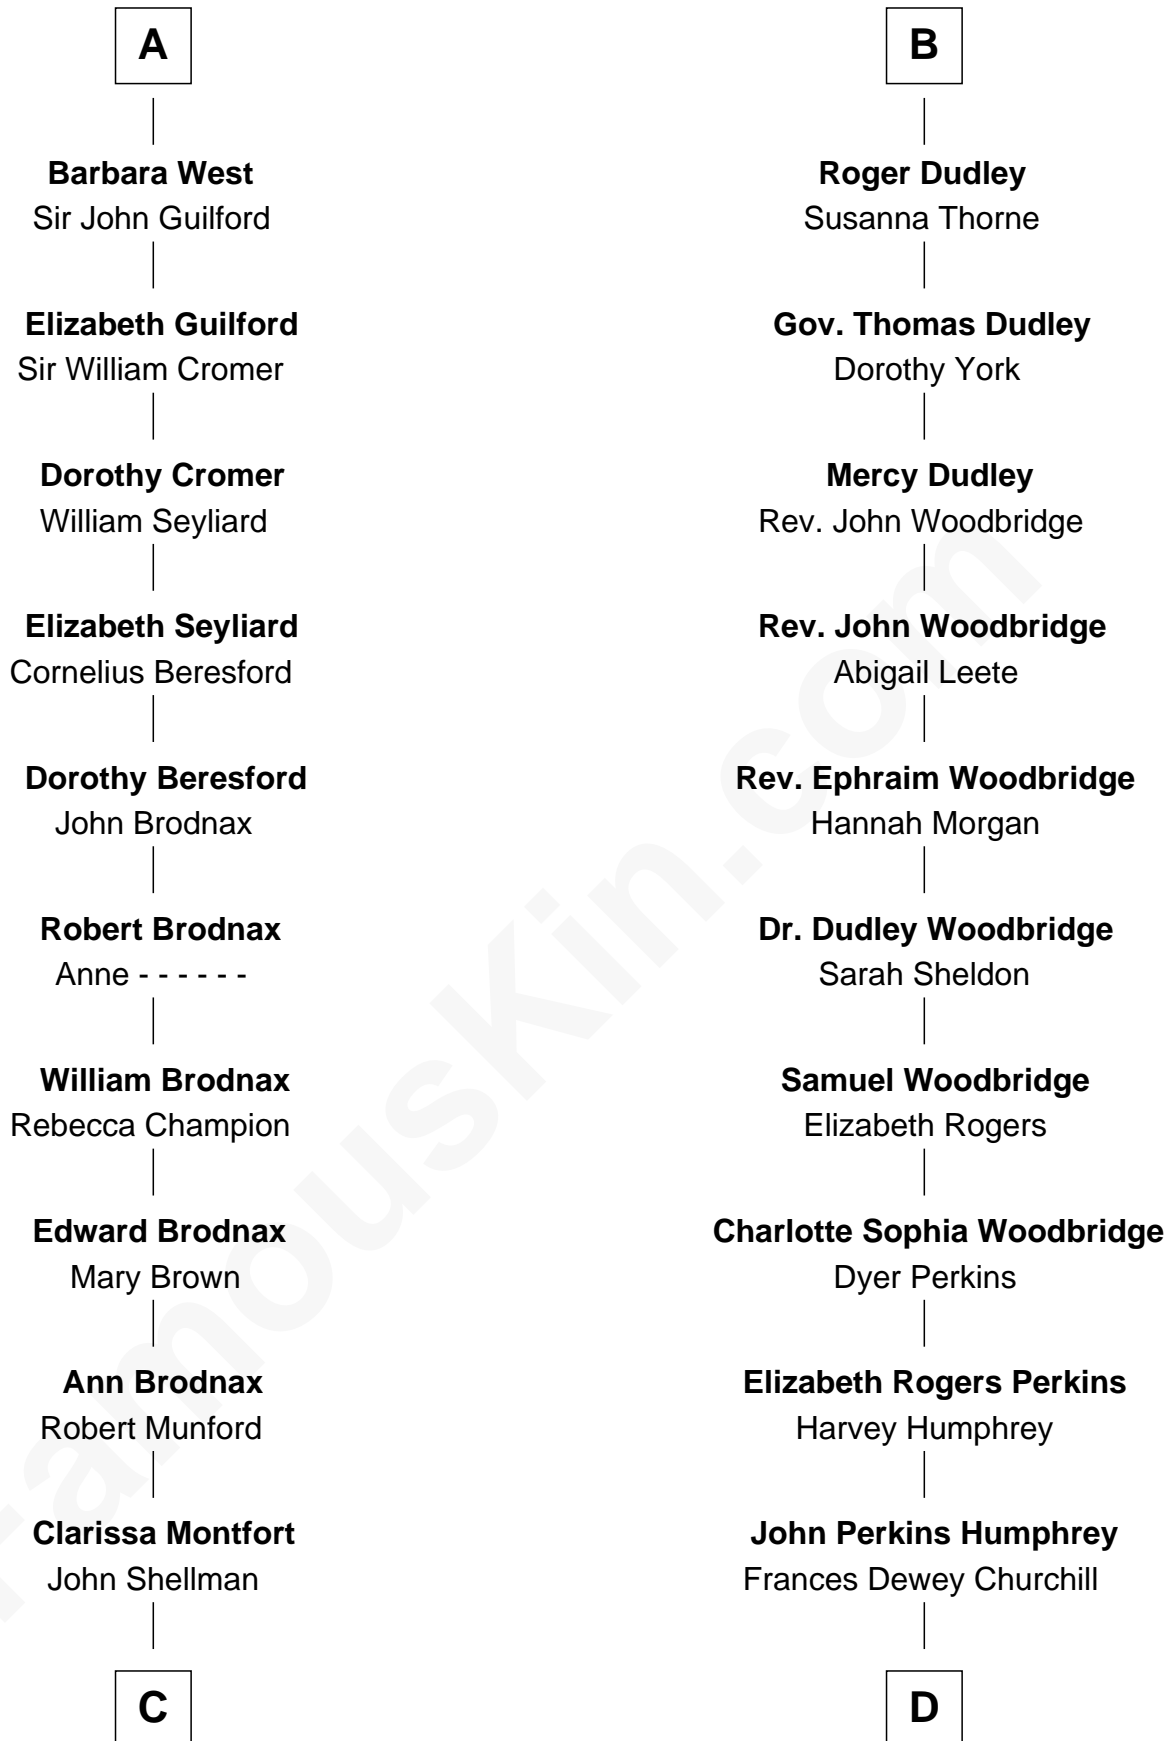 A
Barbara West
Sir John Guilford
Elizabeth Guilford
Sir William Cromer
Dorothy Cromer
William Seyliard
Elizabeth Seyliard
Cornelius Beresford
Dorothy Beresford
John Brodnax
Robert Brodnax
Anne - - - - - -
William Brodnax
Rebecca Champion
Edward Brodnax
Mary Brown
Ann Brodnax
Robert Munford
Clarissa Montfort
John Shellman
C
B
Roger Dudley
Susanna Thorne
Gov. Thomas Dudley
Dorothy York
Mercy Dudley
Rev. John Woodbridge
Rev. John Woodbridge
Abigail Leete
Rev. Ephraim Woodbridge
Hannah Morgan
Dr. Dudley Woodbridge
Sarah Sheldon
Samuel Woodbridge
Elizabeth Rogers
Charlotte Sophia Woodbridge
Dyer Perkins
Elizabeth Rogers Perkins
Harvey Humphrey
John Perkins Humphrey
Frances Dewey Churchill
D
FamousKin.com